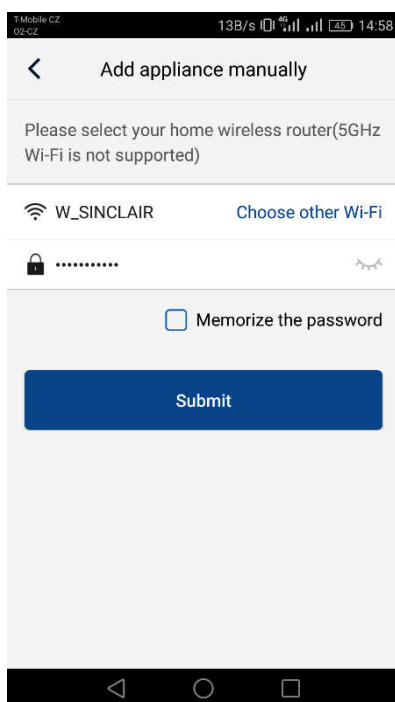 T-Mobile CZ
O2-CZ
13B/s 4G 45 14:58
Add appliance manually
Please select your home wireless router(5GHz
Wi-Fi is not supported)
W_SINCLAIR Choose other Wi-Fi
•••••••••••
Memorize the password
Submit